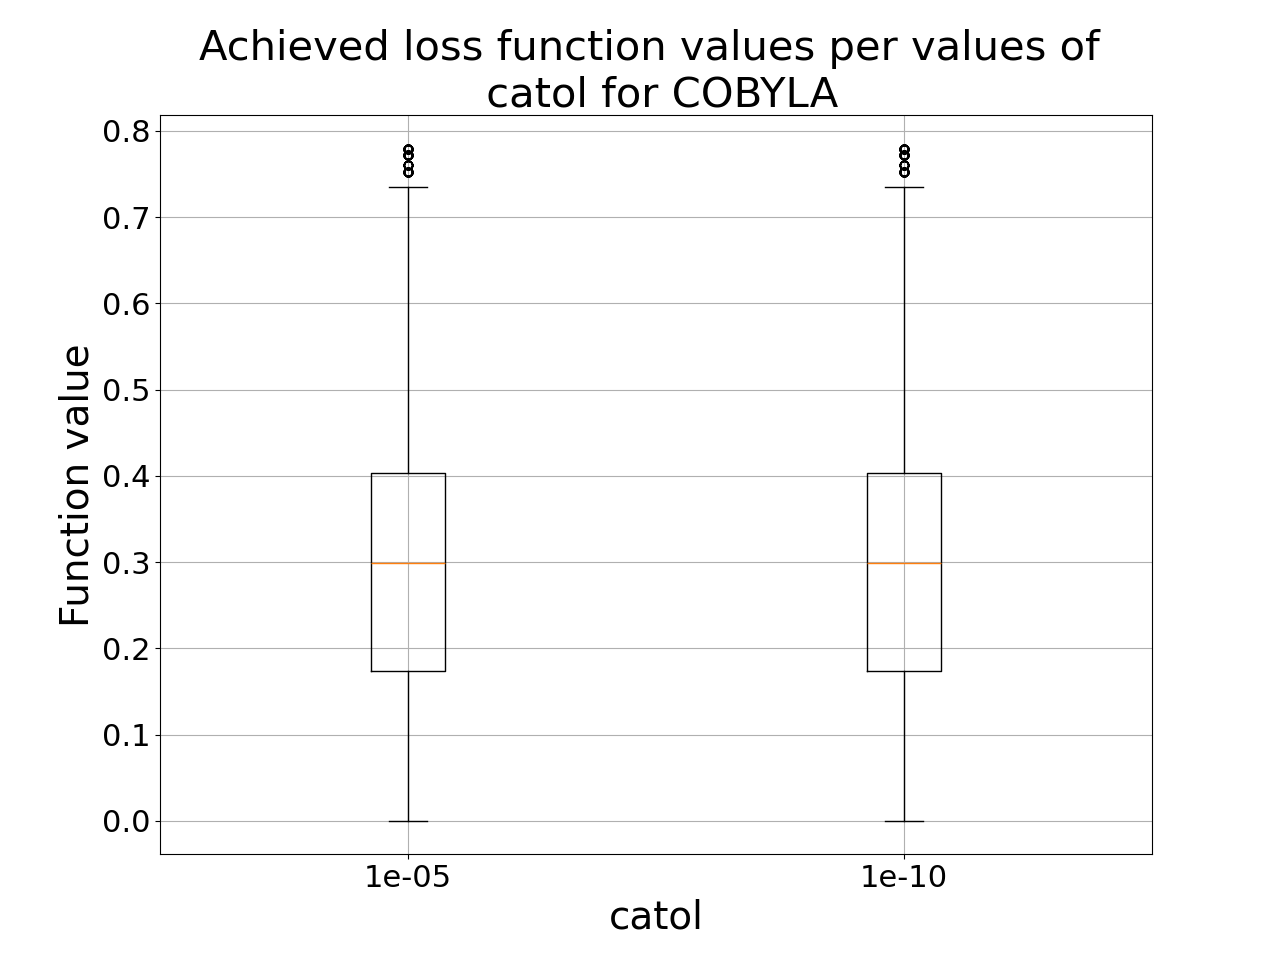 Achieved loss function values per values of
catol for COBYLA
Function value
0.8
0.7
0.6
0.5
0.4
0.3
0.2
0.1
0.0
1e-05
1e-10
catol